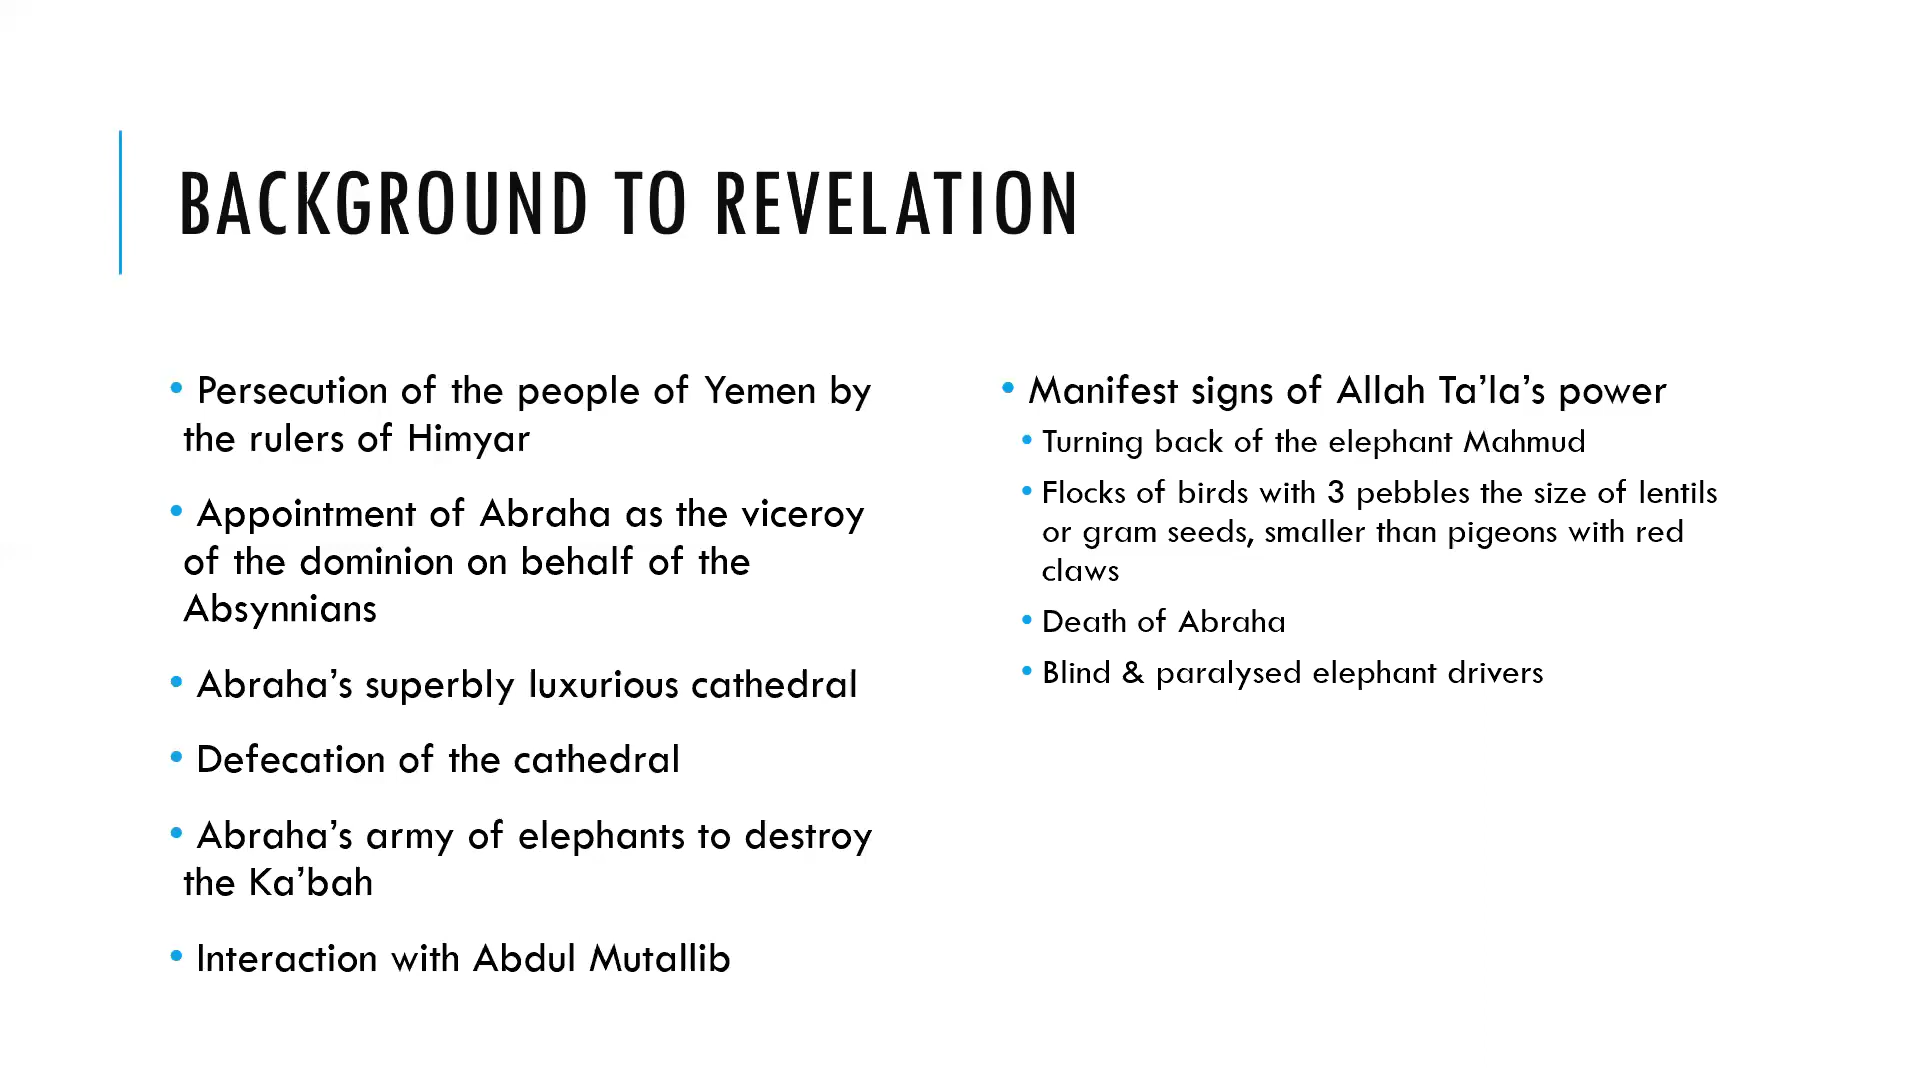 BACKGROUND TO REVELATION
• Persecution of the people of Yemen by
the rulers of Himyar
• Appointment of Abraha as the viceroy
of the dominion on behalf of the
Absynnians
• Abraha’s superbly luxurious cathedral
• Defecation of the cathedral
• Abraha’s army of elephants to destroy
the Ka’bah
• Interaction with Abdul Mutallib
• Manifest signs of Allah Ta’la’s power
• Turning back of the elephant Mahmud
• Flocks of birds with 3 pebbles the size of lentils
or gram seeds, smaller than pigeons with red
claws
• Death of Abraha
• Blind & paralysed elephant drivers